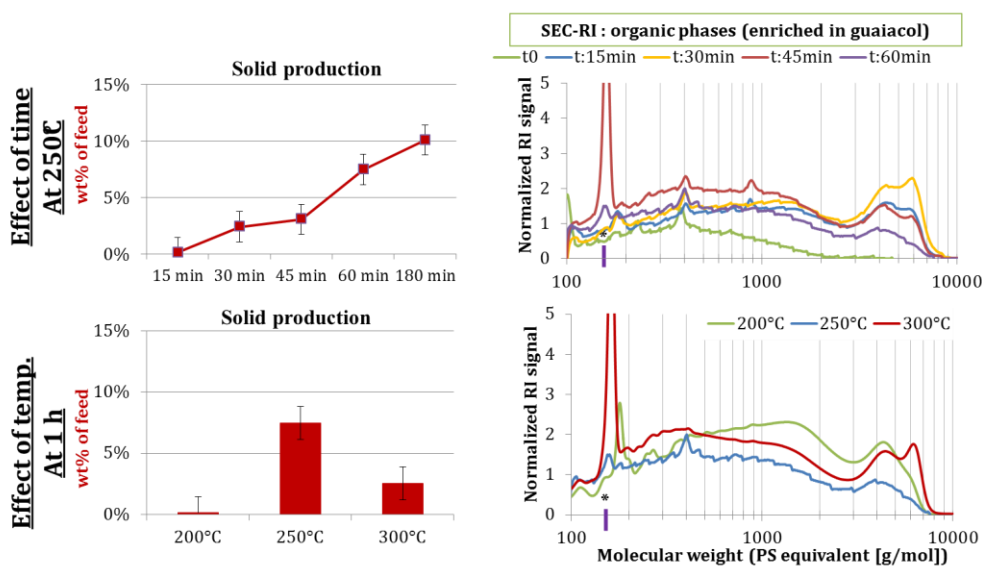 Effect of time
At 250℃
wt% of feed
Solid production
15%
10%
5%
0%
15 min 30 min 45 min 60 min 180 min
SEC-RI : organic phases (enriched in guaiacol)
t0 t:15min t:30min t:45min t:60min
Normalized RI signal
5
4
3
2
1
0
*
100 1000 10000
Effect of temp.
At 1 h
wt% of feed
Solid production
15%
10%
5%
0%
200°C 250°C 300°C
200°C 250°C 300°C
Normalized RI signal
5
4
3
2
1
0
*
100 1000 10000
Molecular weight (PS equivalent [g/mol])